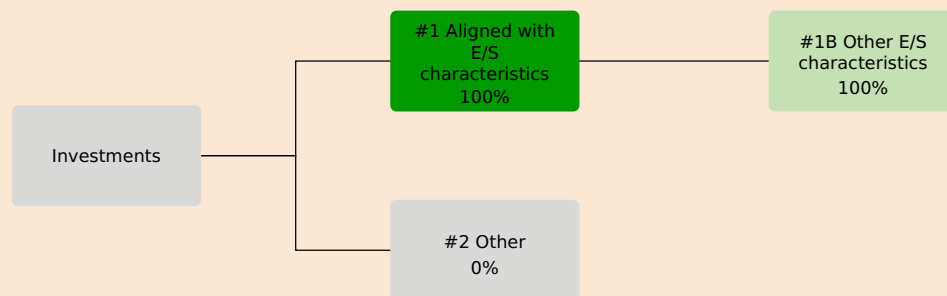 #1 Aligned with
E/S
characteristics
100%
#1B Other E/S
characteristics
100%
Investments
#2 Other
0%